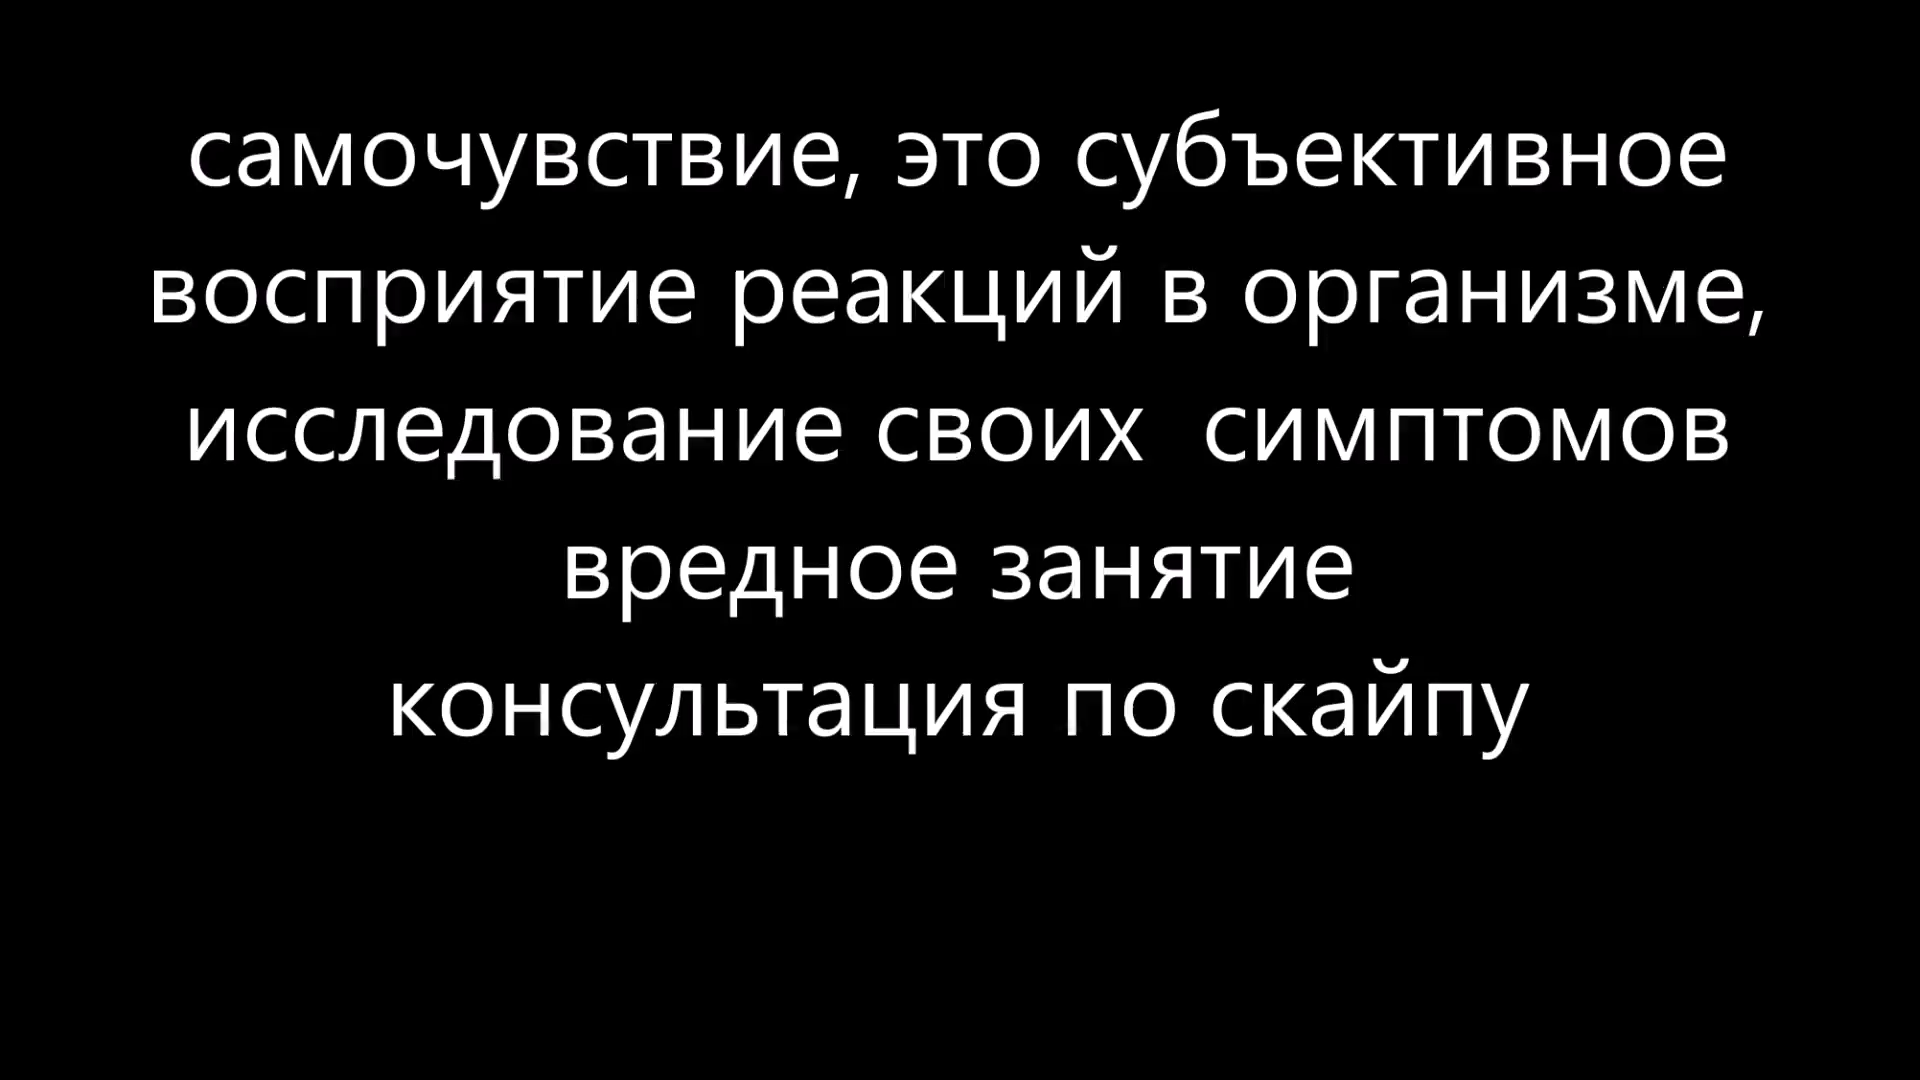 самочувствие, это субъективное
восприятие реакций в организме,
исследование своих  симптомов
вредное занятие
консультация по скайпу